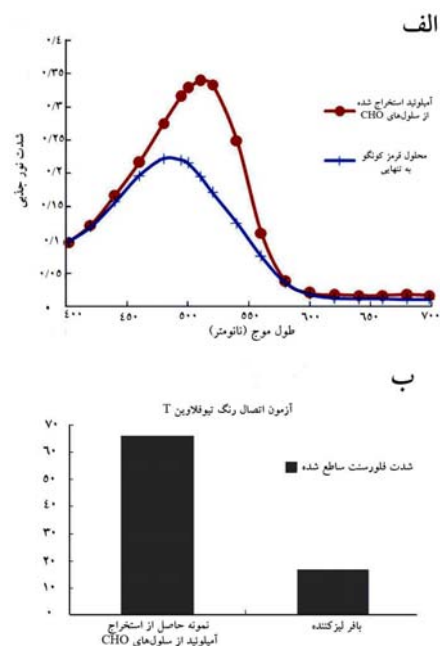 الف
۰/۴
۰/۳۵
۰/۳
۰/۲۵
۰/۲
۰/۱
۰/۰۵
۰
شدت نور جذبی
آمیلوئید استخراج شده
از سلول‌های CHO
محلول قرمز کونگو
به تنهایی
۴۰۰ ۴۵۰ ۵۰۰ ۵۵۰ ۶۰۰ ۶۵۰ ۷۰۰
طول موج (نانومتر)
ب
آزمون اتصال رنگ تیوفلاوین T
۷۰
۶۰
۵۰
۴۰
۳۰
۲۰
۱۰
۰
شدت فلورسنت ساطع شده
نمونه حاصل از استخراج
آمیلوئید از سلول‌های CHO
بافر لیزکننده